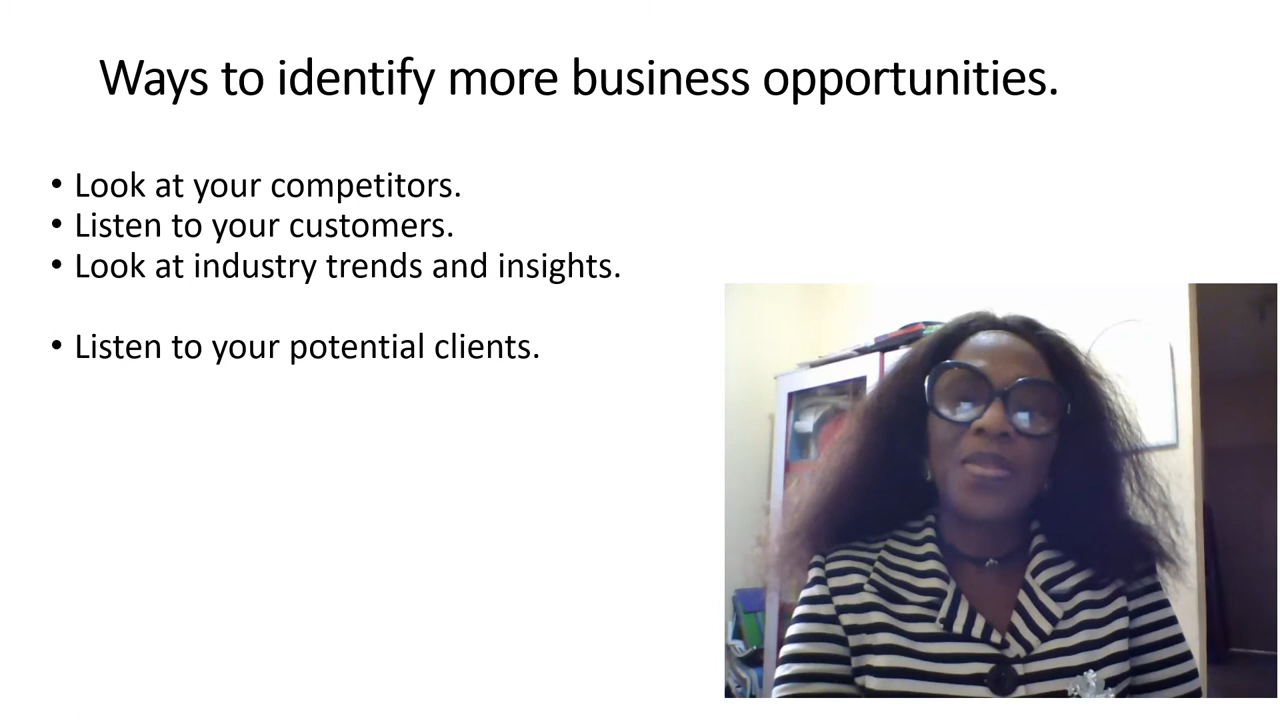 Ways to identify more business opportunities.
• Look at your competitors.
• Listen to your customers.
• Look at industry trends and insights.
• Listen to your potential clients.